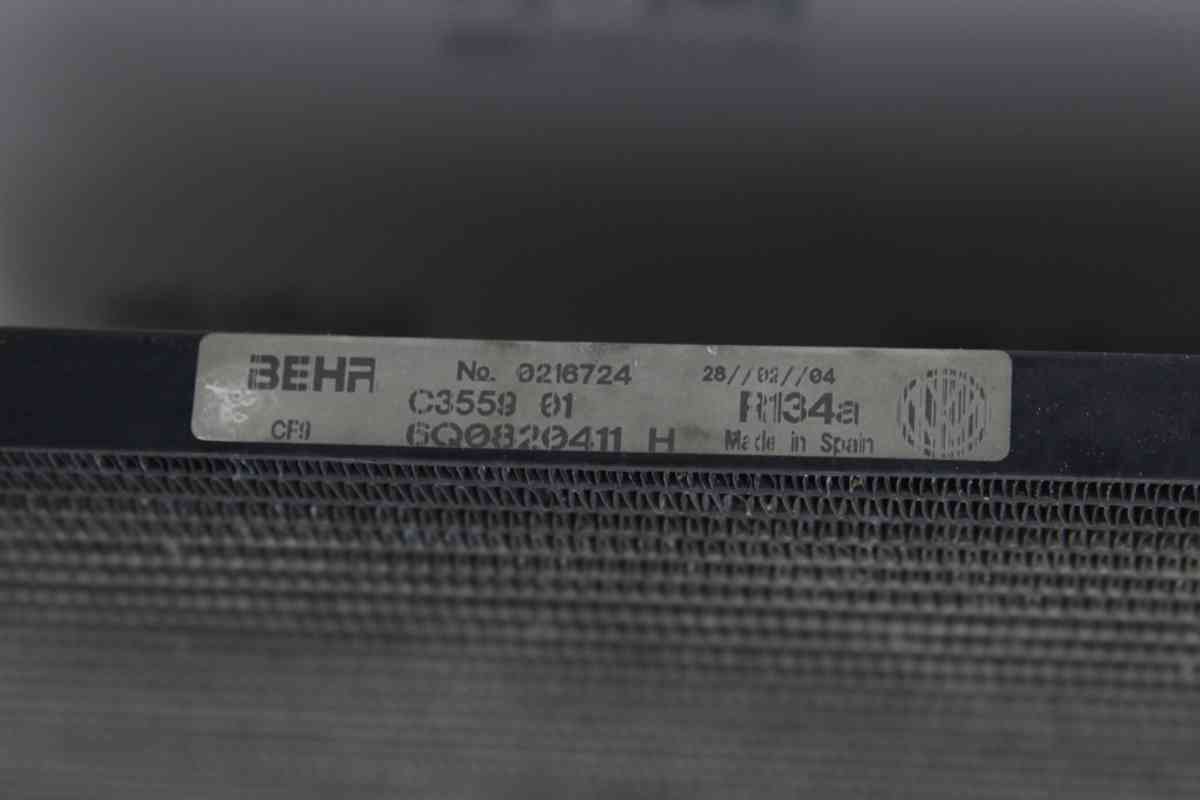 BEHR No. 0216724 28//02//04
C3559 01 R134a
CF9 6Q0820411 H Made in Spain